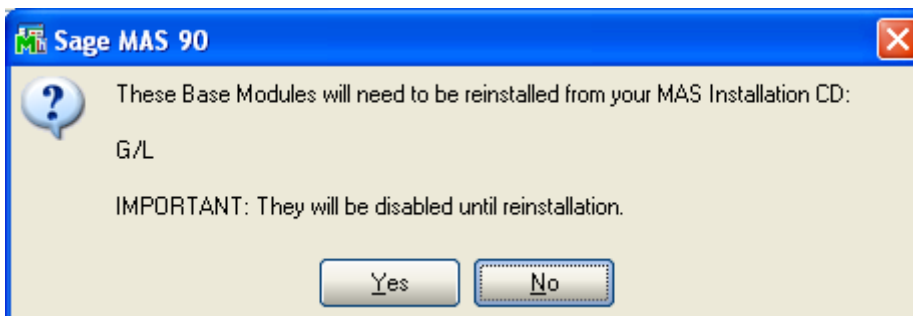 Sage MAS 90
These Base Modules will need to be reinstalled from your MAS Installation CD:
G/L
IMPORTANT: They will be disabled until reinstallation.
Yes
No